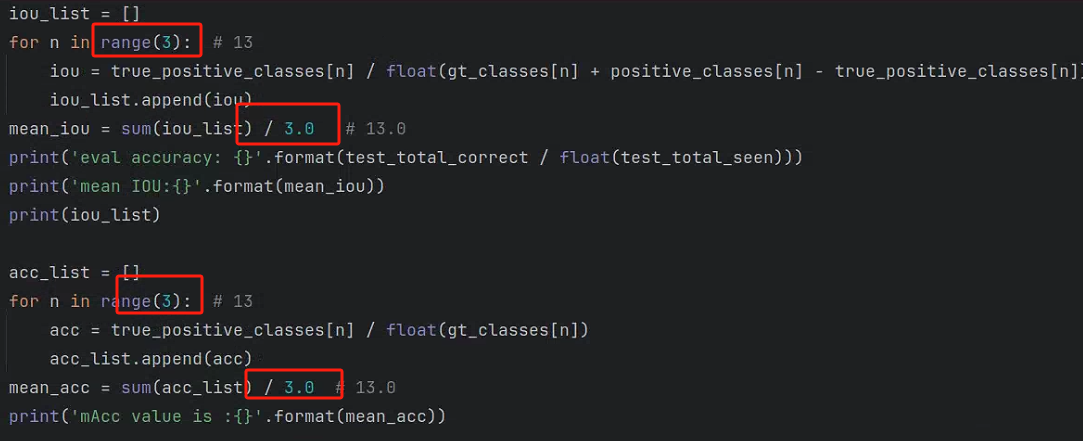 iou_list = []
for n in range(3):  # 13
    iou = true_positive_classes[n] / float(gt_classes[n] + positive_classes[n] - true_positive_classes[n])
    iou_list.append(iou)
mean_iou = sum(iou_list) / 3.0   # 13.0
print('eval accuracy: {}'.format(test_total_correct / float(test_total_seen)))
print('mean IOU:{}'.format(mean_iou))
print(iou_list)

acc_list = []
for n in range(3):  # 13
    acc = true_positive_classes[n] / float(gt_classes[n])
    acc_list.append(acc)
mean_acc = sum(acc_list) / 3.0  # 13.0
print('mAcc value is :{}'.format(mean_acc))